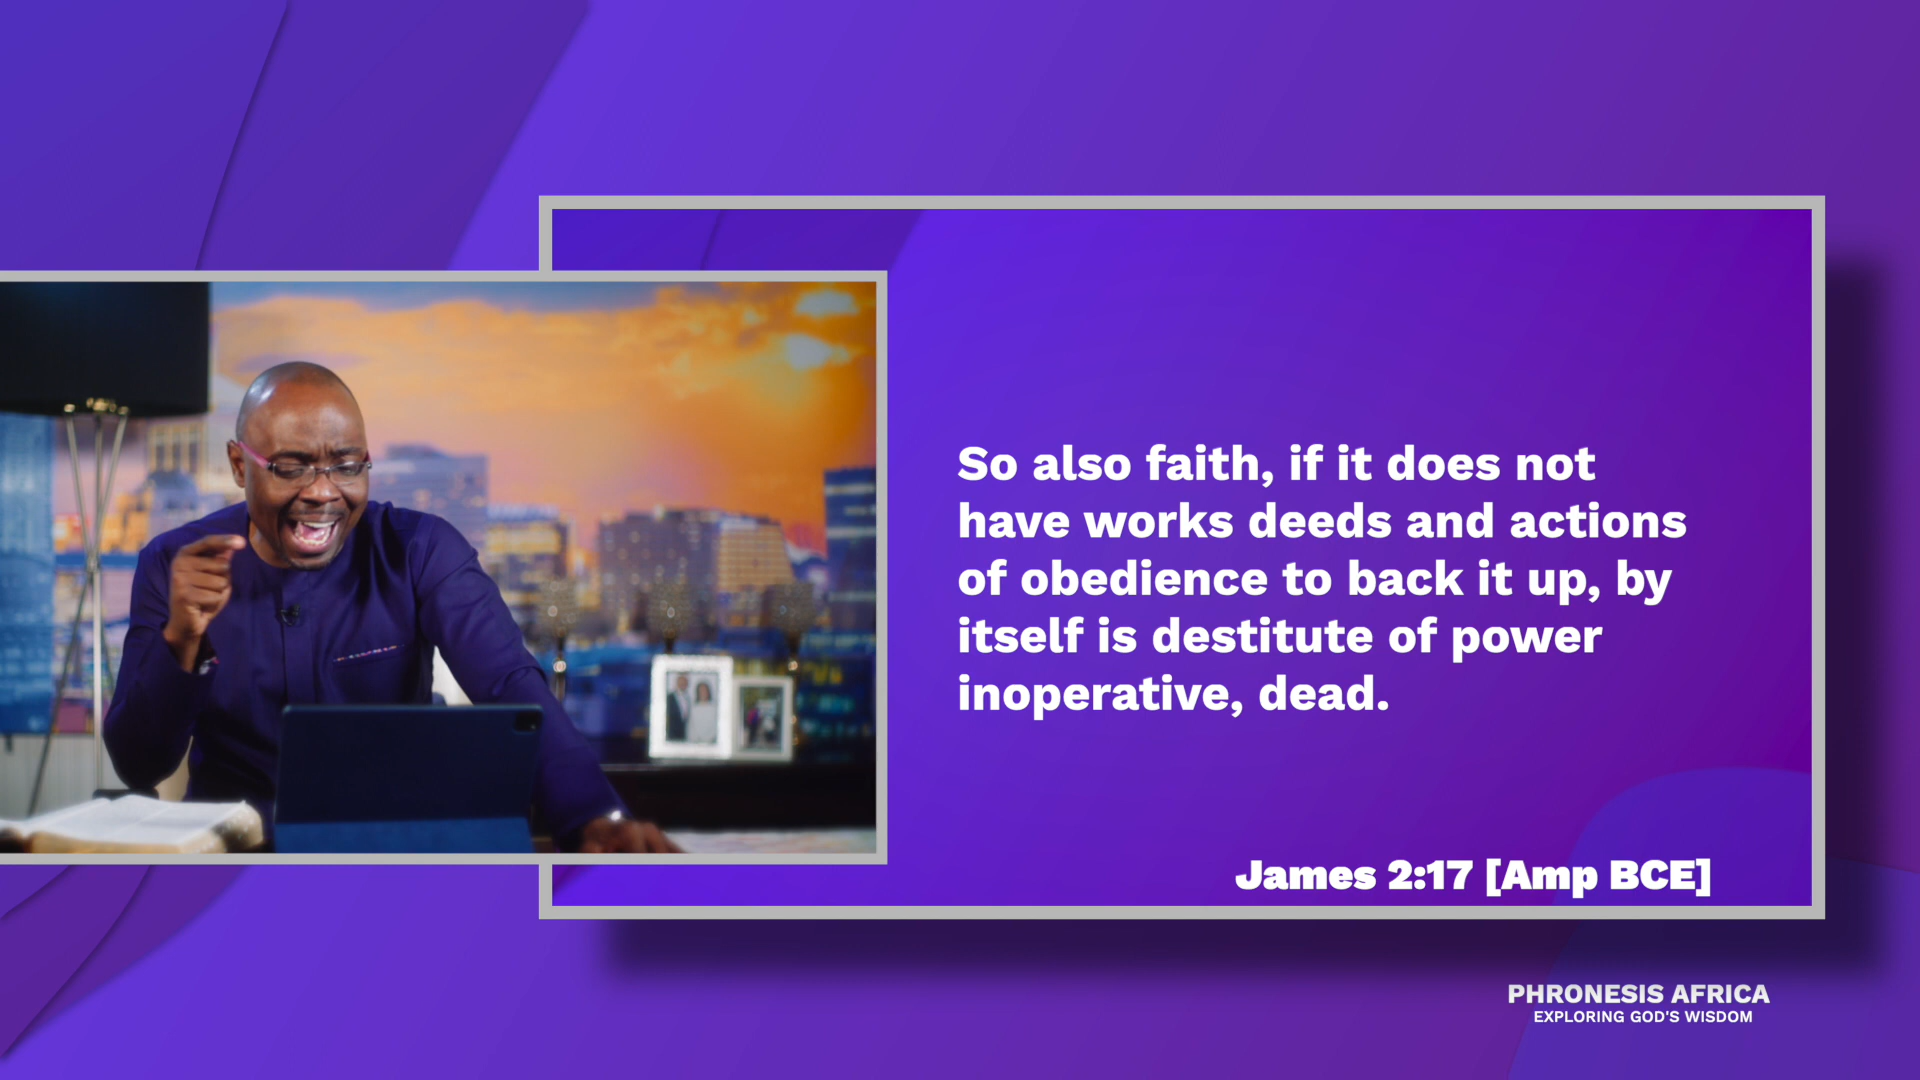 So also faith, if it does not
have works deeds and actions
of obedience to back it up, by
itself is destitute of power
inoperative, dead.
James 2:17 [Amp BCE]
PHRONESIS AFRICA
EXPLORING GOD'S WISDOM